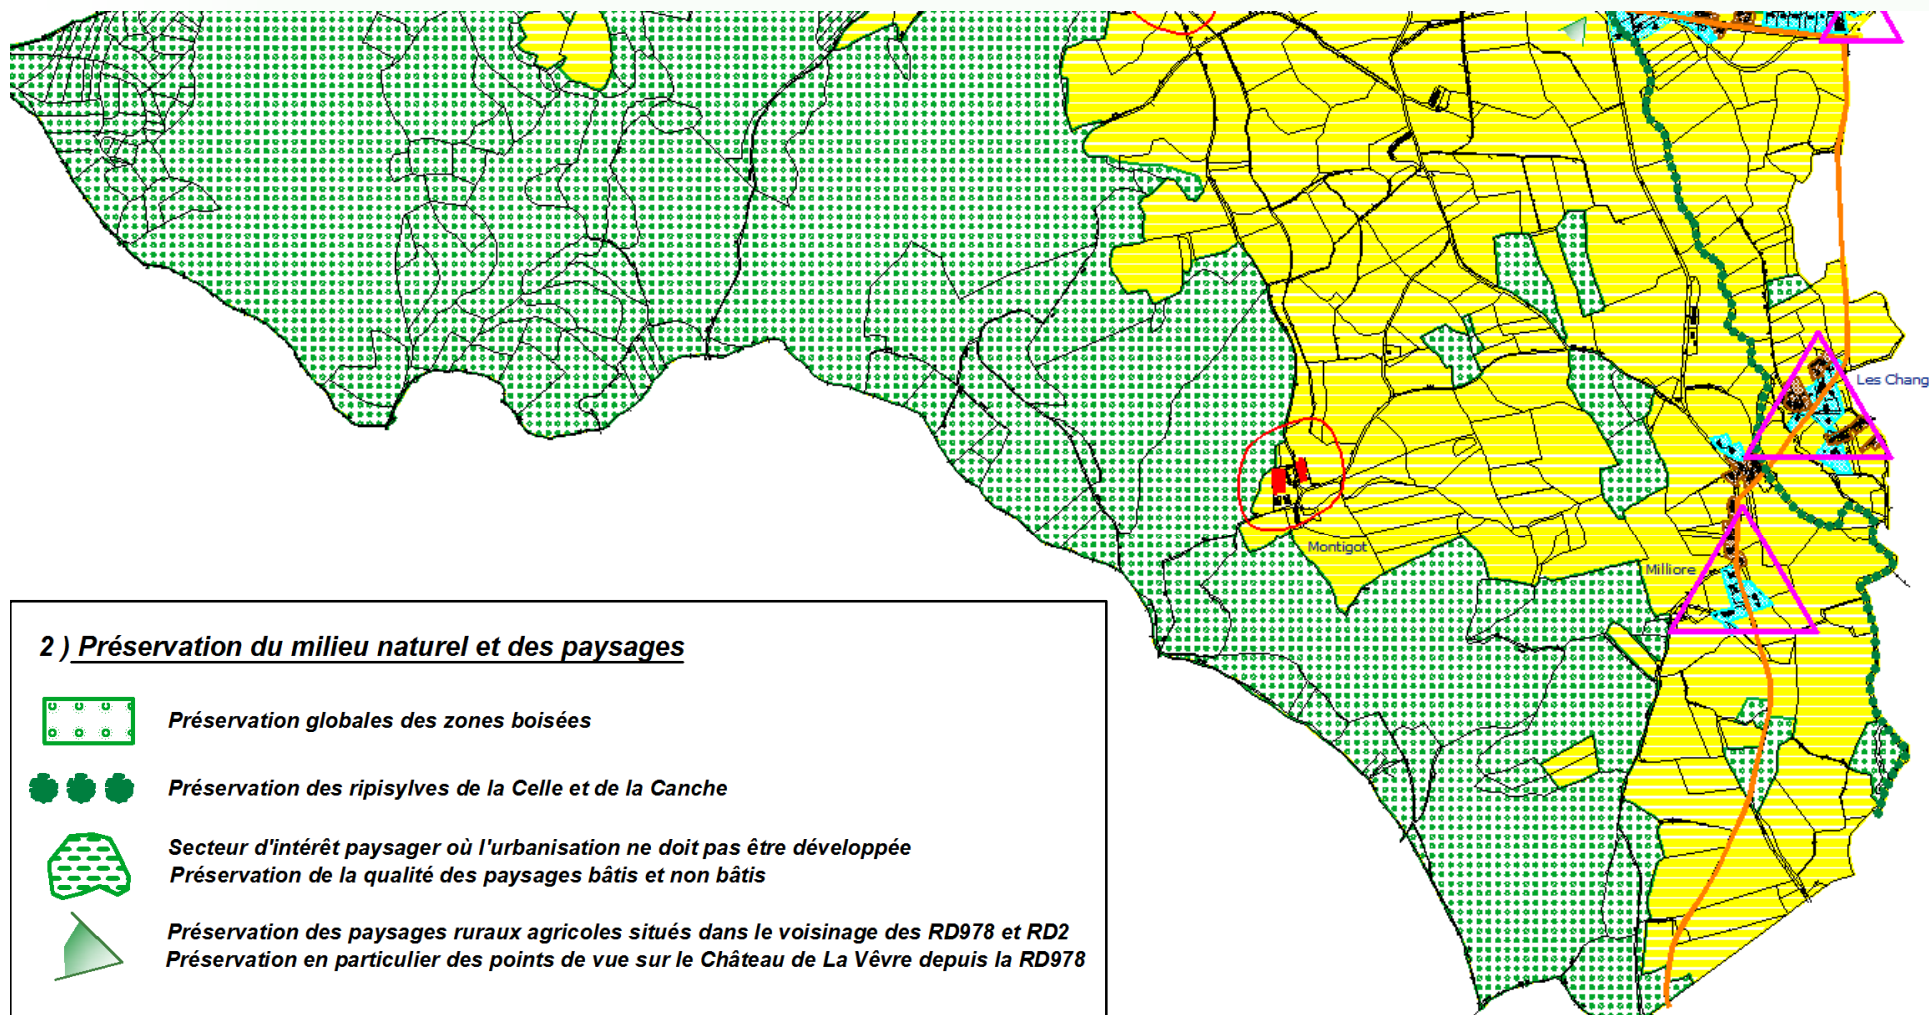 Les Chang
Montigot
Milliore
2 ) Préservation du milieu naturel et des paysages
Préservation globales des zones boisées
Préservation des ripisylves de la Celle et de la Canche
Secteur d'intérêt paysager où l'urbanisation ne doit pas être développée
Préservation de la qualité des paysages bâtis et non bâtis
Préservation des paysages ruraux agricoles situés dans le voisinage des RD978 et RD2
Préservation en particulier des points de vue sur le Château de La Vêvre depuis la RD978